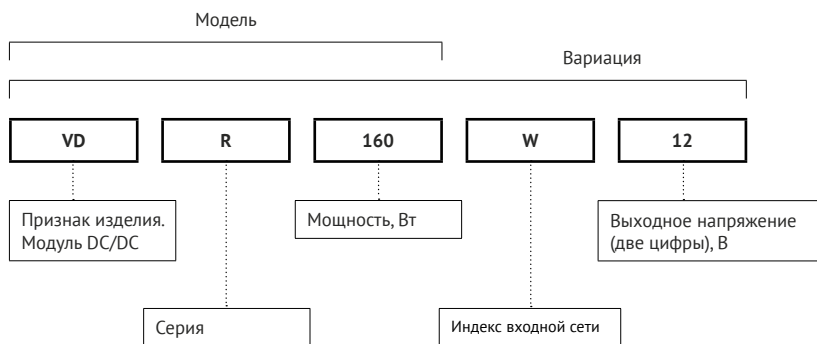 Модель
Вариация
VD
R
160
W
12
Признак изделия.
Модуль DC/DC
Мощность, Вт
Выходное напряжение
(две цифры), В
Серия
Индекс входной сети